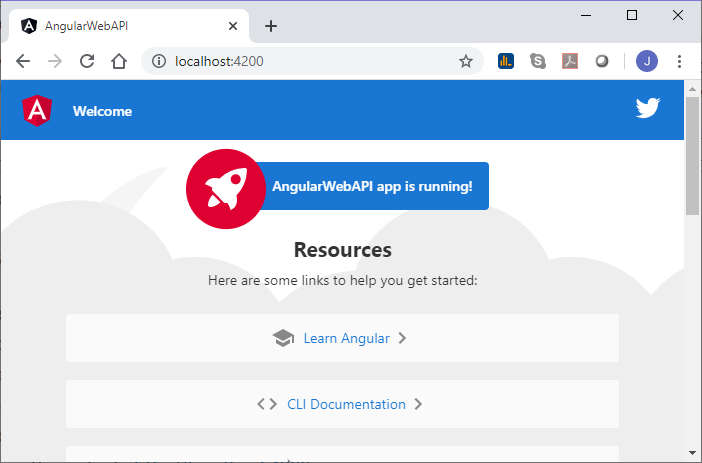 AngularWebAPI
localhost:4200
J
Welcome
AngularWebAPI app is running!
Resources
Here are some links to help you get started:
Learn Angular
CLI Documentation